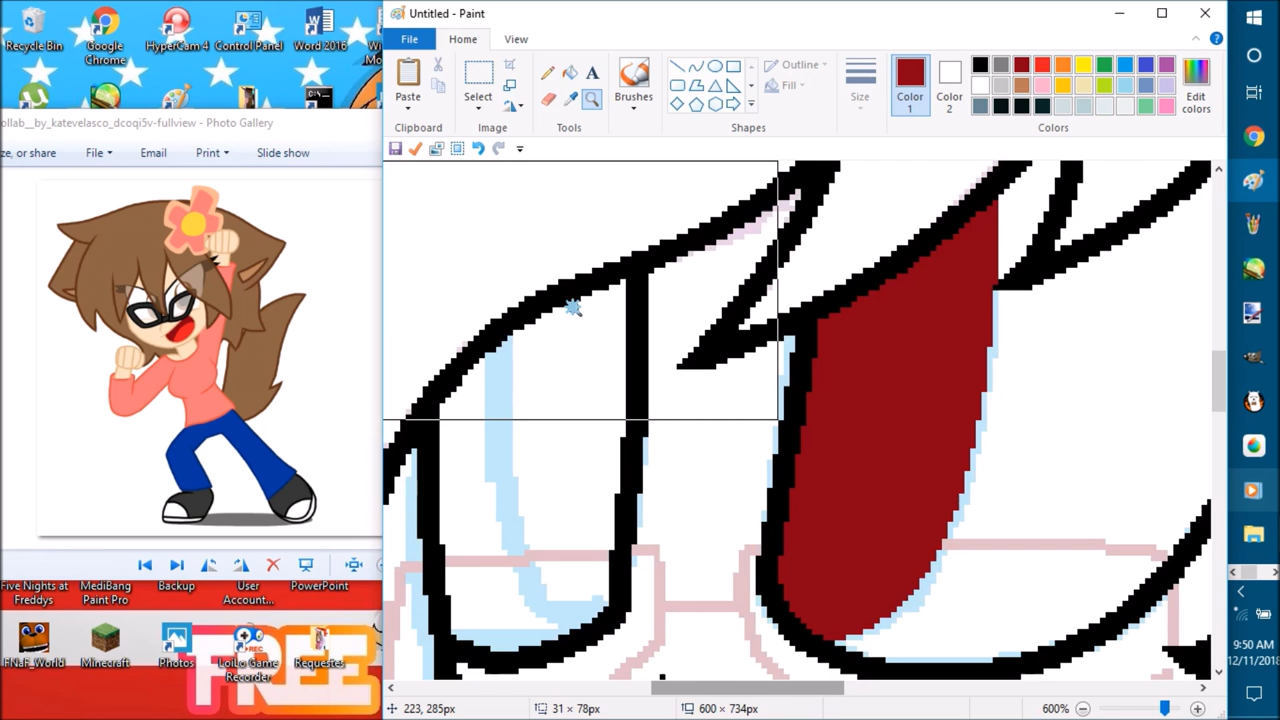 Recycle Bin
Google Chrome
HyperCam 4
Control Panel
Word 2016
ollab__by_katevelasco_dcoqi5v-fullview - Photo Gallery
ze, or share
File
Email
Print
Slide show
Five Nights at Freddys
MediBang Paint Pro
Backup
User Account...
PowerPoint
FNaF_World
Minecraft
Photos
LoiLo Game Recorder
Requestes
FREE
REC
Untitled - Paint
File
Home
View
Paste
Select
Brushes
Outline
Fill
Size
Color 1
Color 2
Edit colors
Clipboard
Image
Tools
Shapes
Colors
223, 285px
31 × 78px
600 × 734px
600%
9:50 AM
12/11/2018